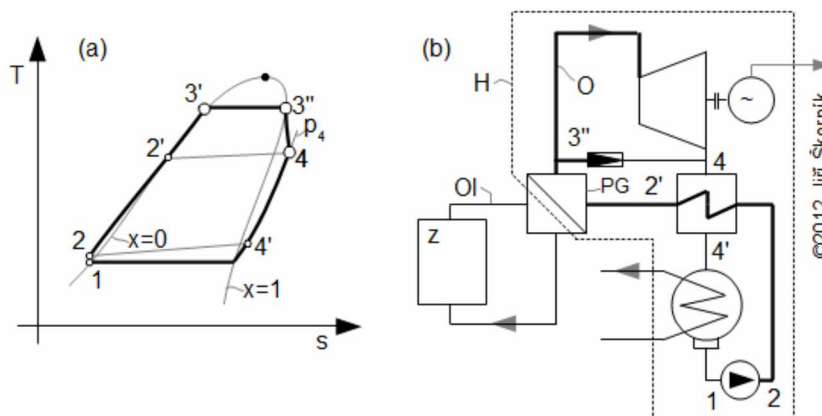 (a)
T
3'
3"
p4
2'
4
2
x=0
4'
1
x=1
s
(b)
H
O
~
3"
4
Ol
PG
2'
Z
4'
1
2
©2012 Jiří Škorpík